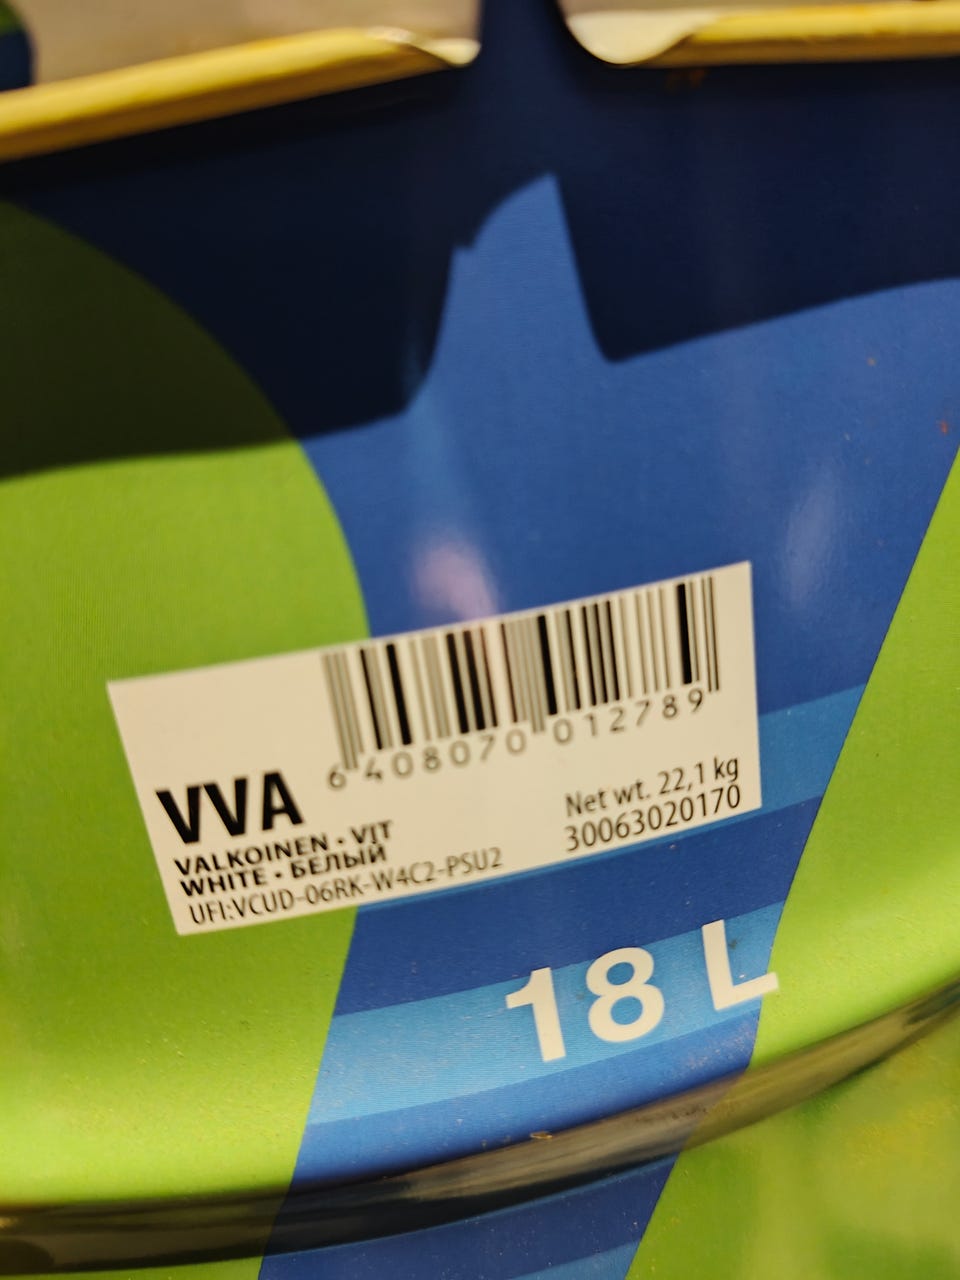 6 408070 012789
VVA
VALKOINEN • VIT
WHITE • БЕЛЫЙ
UFI:VCUD-06RK-W4C2-PSU2
Net wt. 22,1 kg
30063020170
18 L